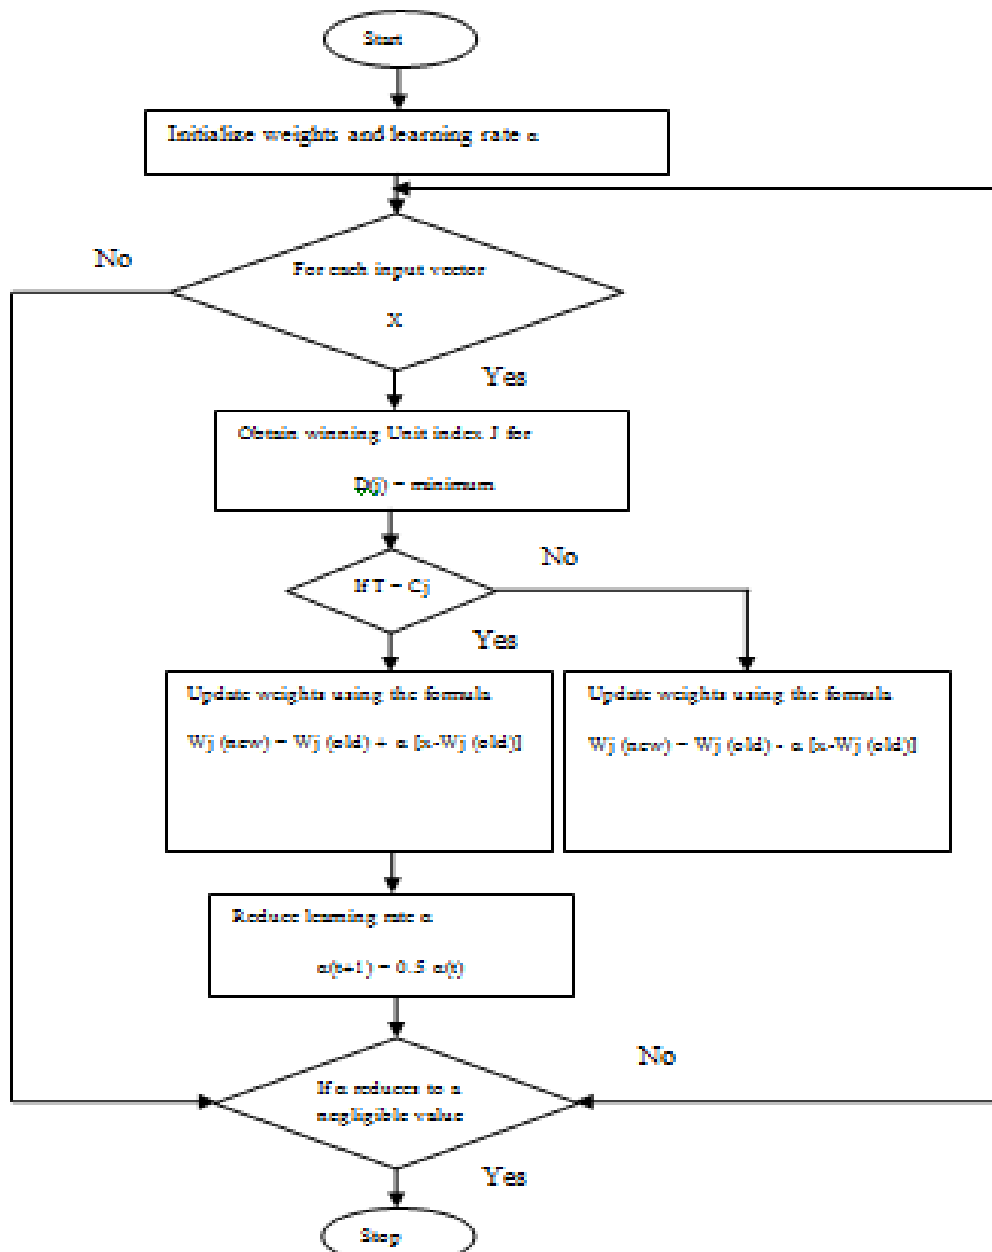 Start
Initialize weights and learning rate α
No
For each input vector
X
Yes
Obtain winning Unit index J for
D(j) = minimum
No
If T = Cj
Yes
Update weights using the formula
Wj (new) = Wj (old) + α [x-Wj (old)]
Update weights using the formula
Wj (new) = Wj (old) - α [x-Wj (old)]
Reduce learning rate α
α(t+1) = 0.5 α(t)
No
If α reduces to a
negligible value
Yes
Stop